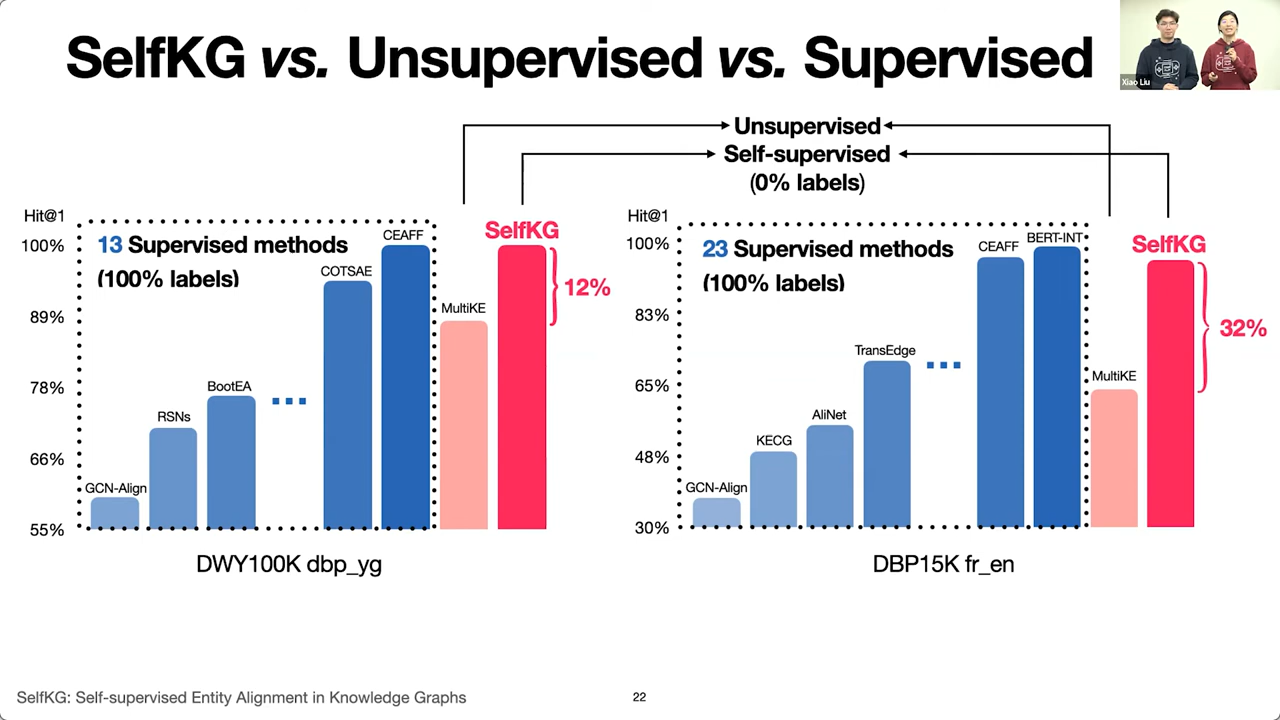 SelfKG vs. Unsupervised vs. Supervised
Xiao Liu
Unsupervised
Self-supervised
(0% labels)
Hit@1
100%
89%
78%
66%
55%
13 Supervised methods
(100% labels)
GCN-Align
RSNs
BootEA
...
COTSAE
CEAFF
MultiKE
SelfKG
12%
DWY100K dbp_yg
Hit@1
100%
83%
65%
48%
30%
23 Supervised methods
(100% labels)
GCN-Align
KECG
AliNet
TransEdge
...
CEAFF
BERT-INT
MultiKE
SelfKG
32%
DBP15K fr_en
SelfKG: Self-supervised Entity Alignment in Knowledge Graphs
22